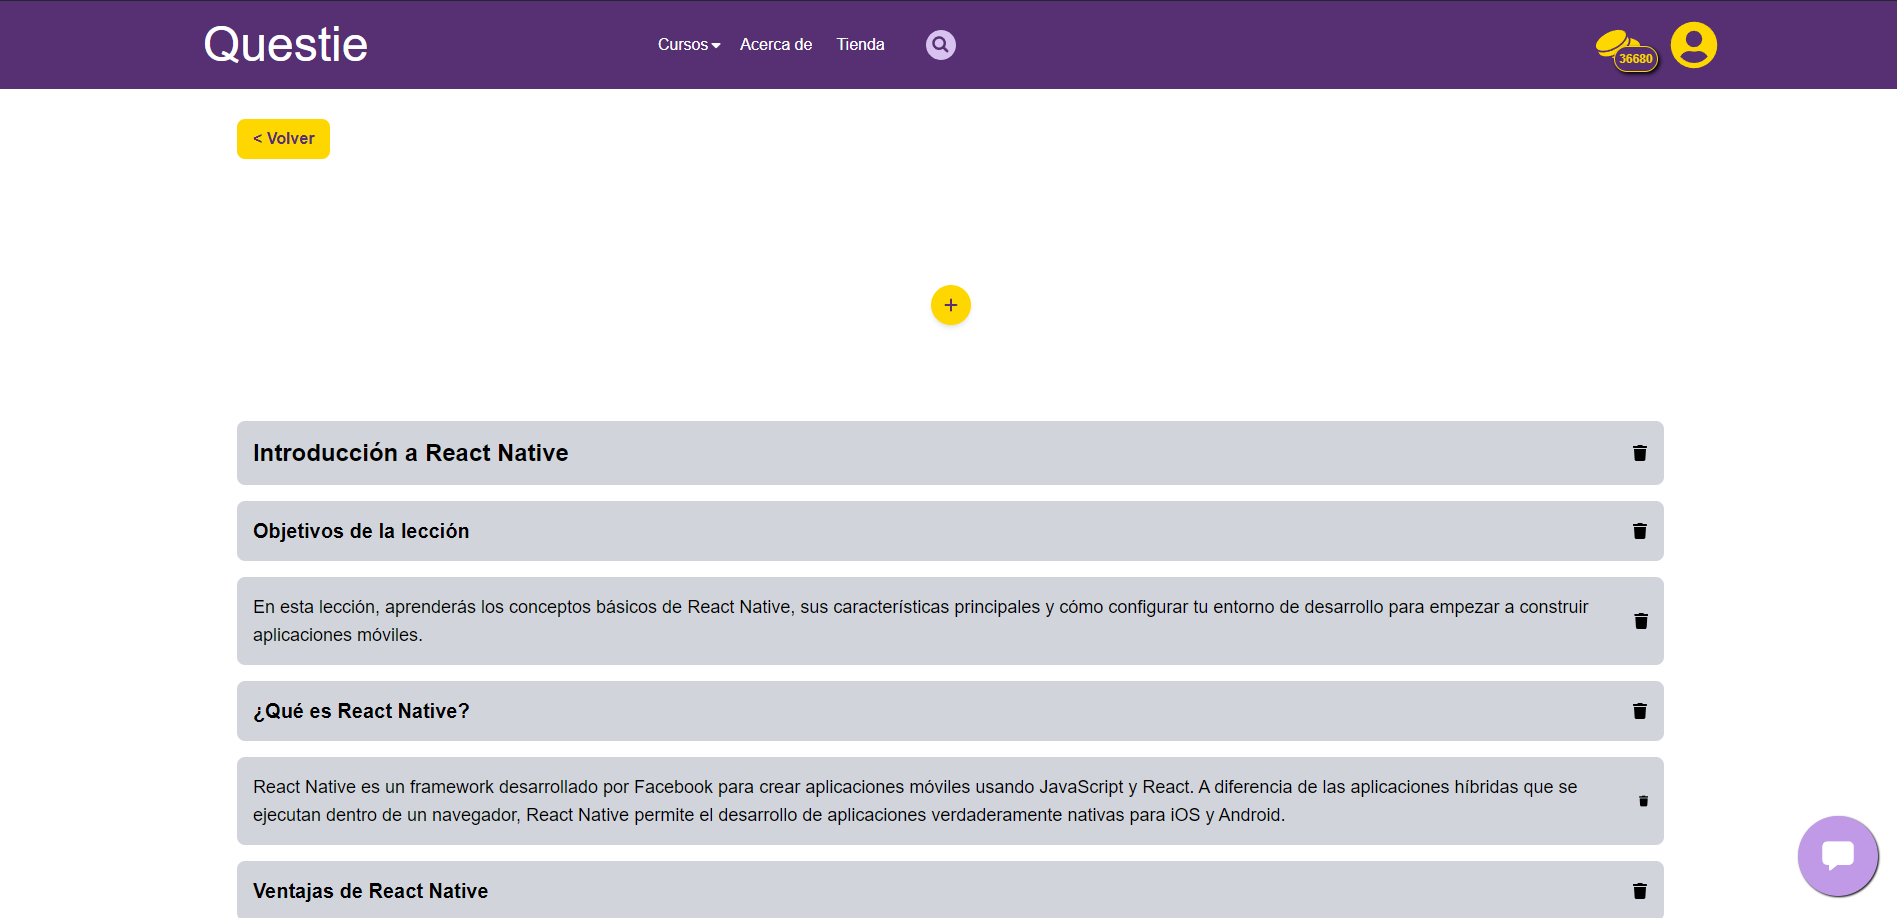 Questie
Cursos
Acerca de
Tienda
36680
< Volver
+
Introducción a React Native
Objetivos de la lección
En esta lección, aprenderás los conceptos básicos de React Native, sus características principales y cómo configurar tu entorno de desarrollo para empezar a construir
aplicaciones móviles.
¿Qué es React Native?
React Native es un framework desarrollado por Facebook para crear aplicaciones móviles usando JavaScript y React. A diferencia de las aplicaciones híbridas que se
ejecutan dentro de un navegador, React Native permite el desarrollo de aplicaciones verdaderamente nativas para iOS y Android.
Ventajas de React Native